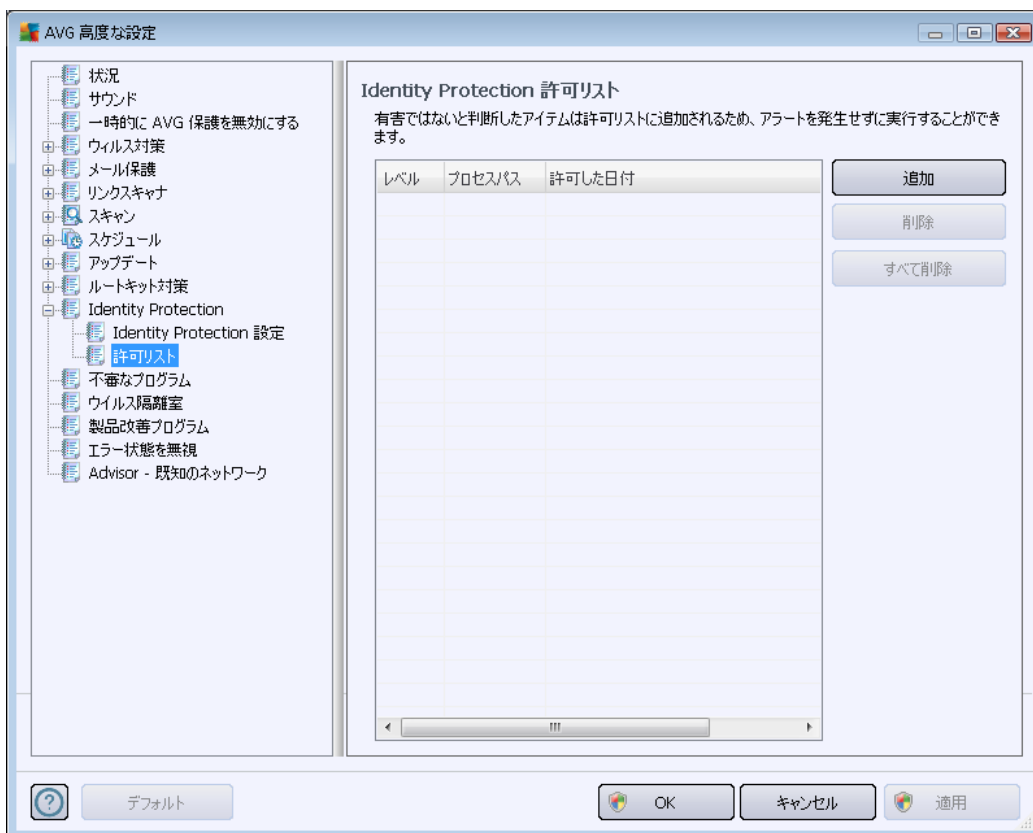 AVG 高度な設定
状況
サウンド
一時的に AVG 保護を無効にする
ウィルス対策
メール保護
リンクスキャナ
スキャン
スケジュール
アップデート
ルートキット対策
Identity Protection
Identity Protection 設定
許可リスト
不審なプログラム
ウイルス隔離室
製品改善プログラム
エラー状態を無視
Advisor - 既知のネットワーク
Identity Protection 許可リスト
有害ではないと判断したアイテムは許可リストに追加されるため、アラートを発生せずに実行することができ
ます。
レベル プロセスパス 許可した日付
追加
削除
すべて削除
デフォルト
OK
キャンセル
適用